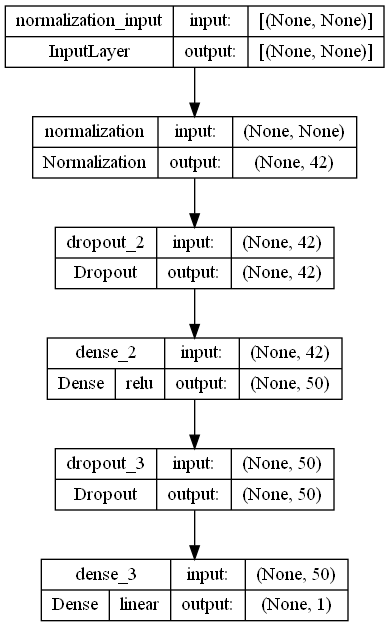 normalization_input input: [(None, None)]
InputLayer output: [(None, None)]
normalization input: (None, None)
Normalization output: (None, 42)
dropout_2 input: (None, 42)
Dropout output: (None, 42)
dense_2 input: (None, 42)
Dense relu output: (None, 50)
dropout_3 input: (None, 50)
Dropout output: (None, 50)
dense_3 input: (None, 50)
Dense linear output: (None, 1)